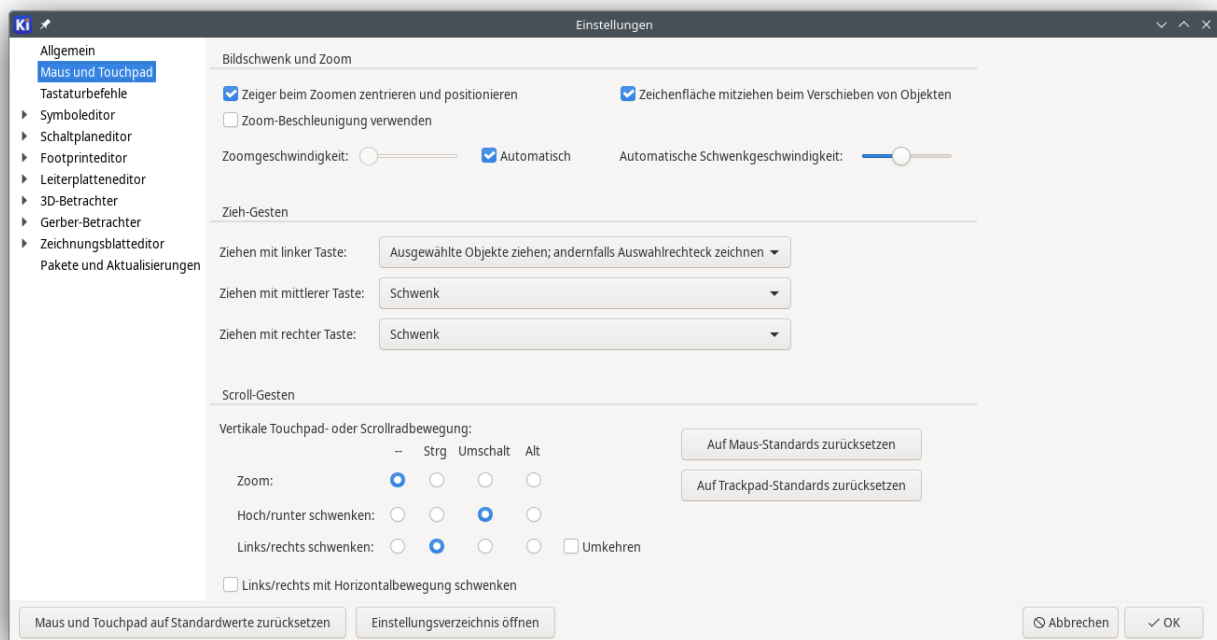 Ki
Einstellungen
Allgemein
Maus und Touchpad
Tastaturbefehle
Symboleditor
Schaltplaneditor
Footprinteditor
Leiterplatteneditor
3D-Betrachter
Gerber-Betrachter
Zeichnungsblatteditor
Pakete und Aktualisierungen
Bildschwenk und Zoom
Zeiger beim Zoomen zentrieren und positionieren
Zeichenfläche mitziehen beim Verschieben von Objekten
Zoom-Beschleunigung verwenden
Zoomgeschwindigkeit:
Automatisch
Automatische Schwenkgeschwindigkeit:
Zieh-Gesten
Ziehen mit linker Taste:
Ausgewählte Objekte ziehen; andernfalls Auswahlrechteck zeichnen
Ziehen mit mittlerer Taste:
Schwenk
Ziehen mit rechter Taste:
Schwenk
Scroll-Gesten
Vertikale Touchpad- oder Scrollradbewegung:
-- Strg Umschalt Alt
Zoom:
Hoch/runter schwenken:
Links/rechts schwenken:
Umkehren
Links/rechts mit Horizontalbewegung schwenken
Auf Maus-Standards zurücksetzen
Auf Trackpad-Standards zurücksetzen
Maus und Touchpad auf Standardwerte zurücksetzen
Einstellungsverzeichnis öffnen
Abbrechen
OK